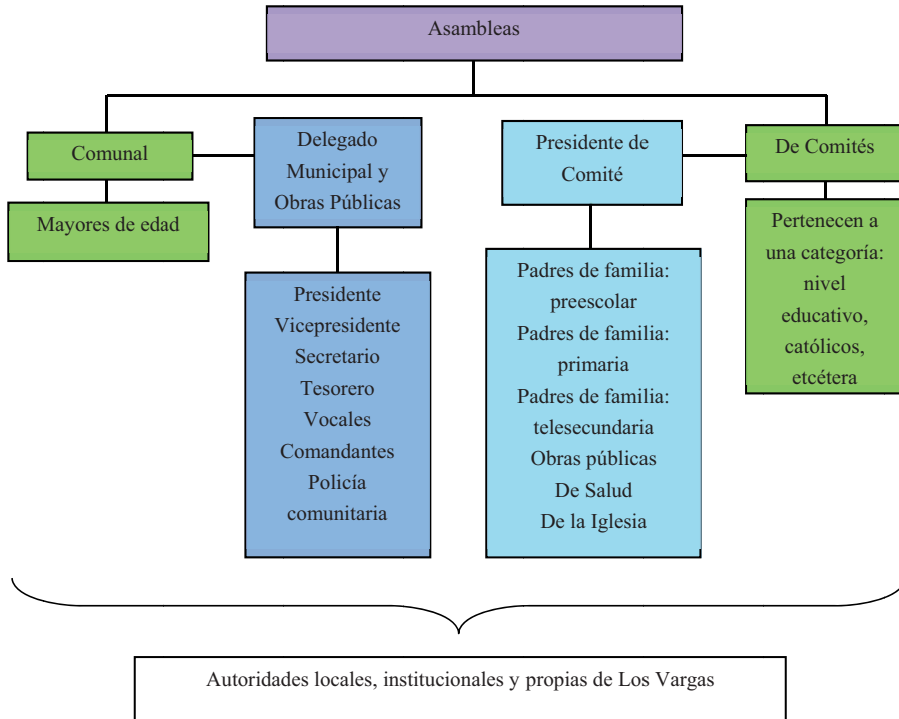 Asambleas
Comunal
Mayores de edad
Delegado
Municipal y
Obras Públicas
Presidente
Vicepresidente
Secretario
Tesorero
Vocales
Comandantes
Policía
comunitaria
Presidente de
Comité
Padres de familia:
preescolar
Padres de familia:
primaria
Padres de familia:
telesecundaria
Obras públicas
De Salud
De la Iglesia
De Comités
Pertenecen a
una categoría:
nivel
educativo,
católicos,
etcétera
Autoridades locales, institucionales y propias de Los Vargas